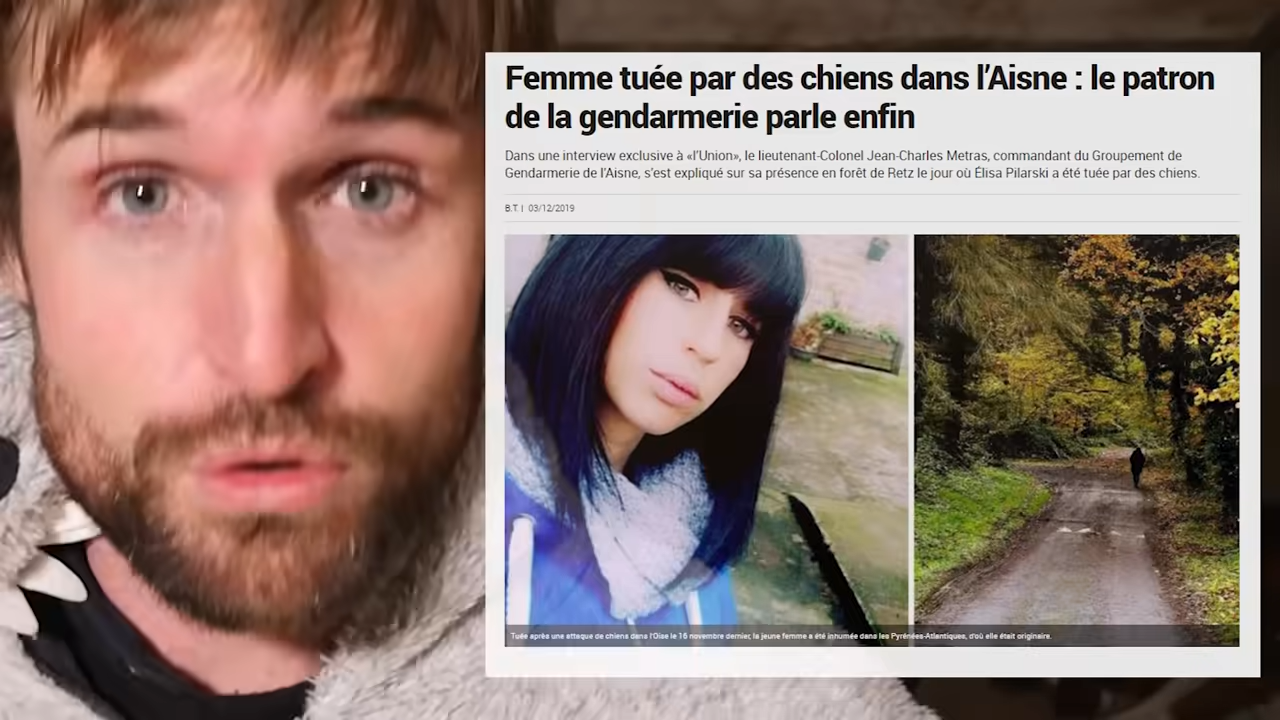 Femme tuée par des chiens dans l'Aisne : le patron
de la gendarmerie parle enfin
Dans une interview exclusive à «l'Union», le lieutenant-Colonel Jean-Charles Metras, commandant du Groupement de
Gendarmerie de l'Aisne, s'est expliqué sur sa présence en forêt de Retz le jour où Élisa Pilarski a été tuée par des chiens.
B.T. | 03/12/2019
Tuée après une attaque de chiens dans l'Oise le 16 novembre dernier, la jeune femme a été inhumée dans les Pyrénées-Atlantiques, d'où elle était originaire.